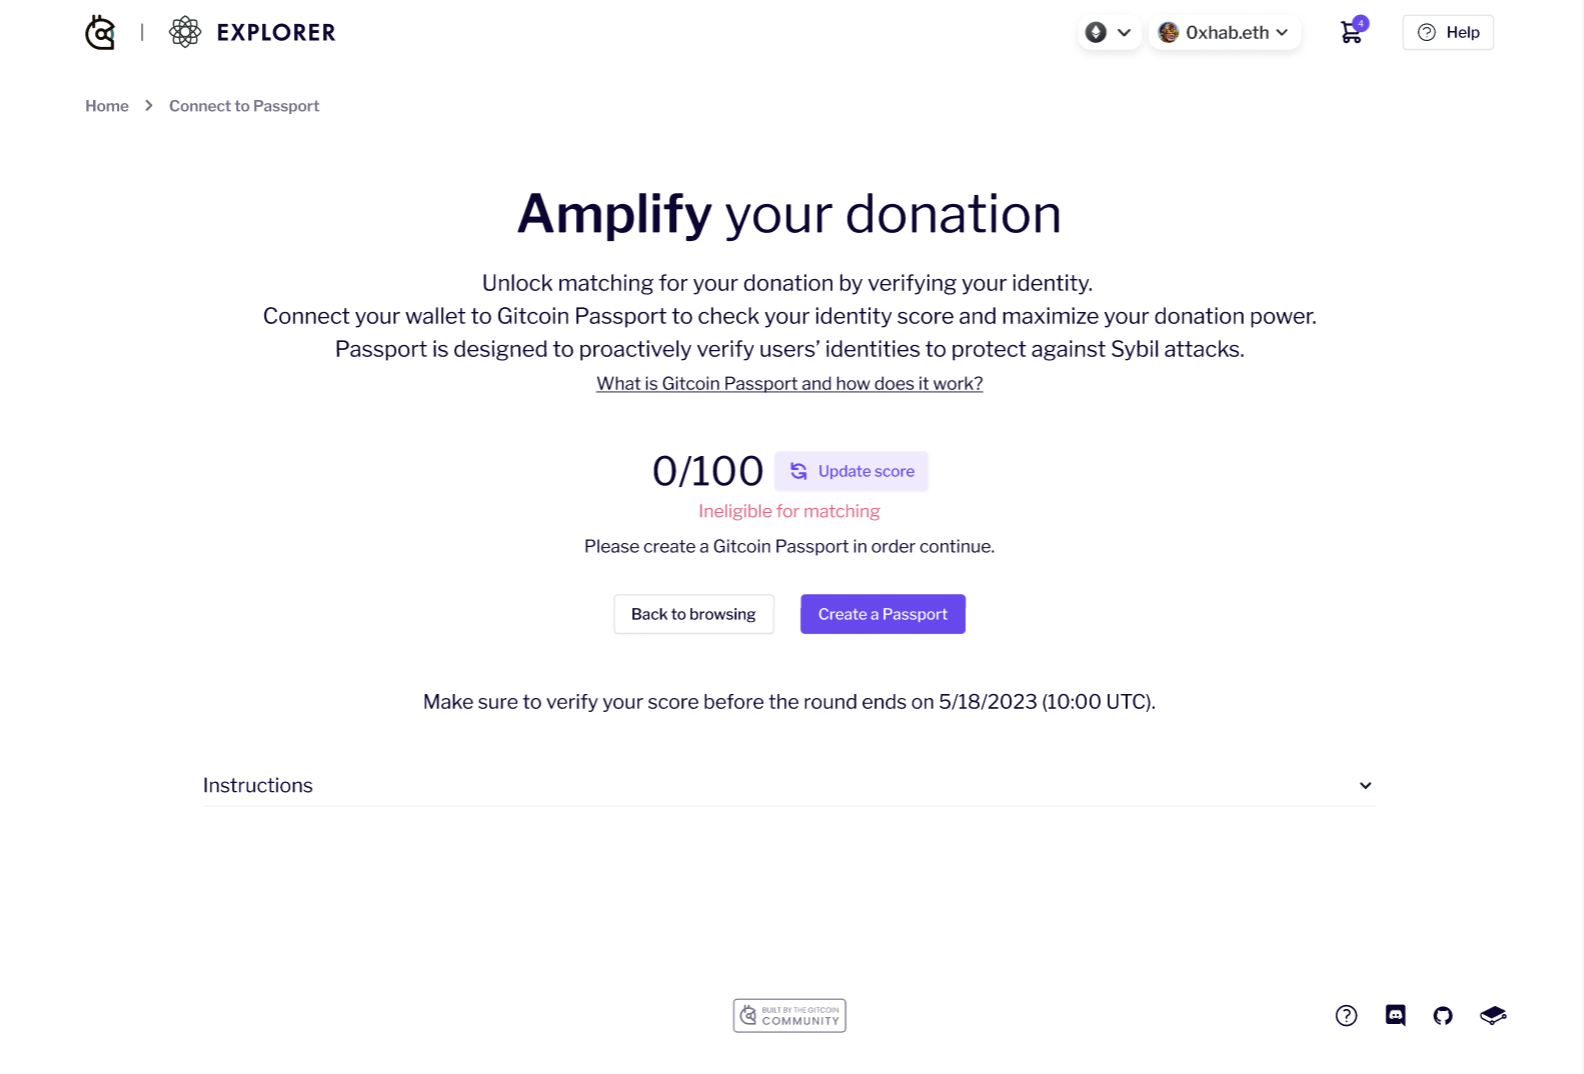 EXPLORER
0xhab.eth
4
Help
Home
Connect to Passport
Amplify your donation
Unlock matching for your donation by verifying your identity.
Connect your wallet to Gitcoin Passport to check your identity score and maximize your donation power.
Passport is designed to proactively verify users’ identities to protect against Sybil attacks.
What is Gitcoin Passport and how does it work?
0/100
Update score
Ineligible for matching
Please create a Gitcoin Passport in order continue.
Back to browsing
Create a Passport
Make sure to verify your score before the round ends on 5/18/2023 (10:00 UTC).
Instructions
BUILT BY THE GITCOIN
COMMUNITY